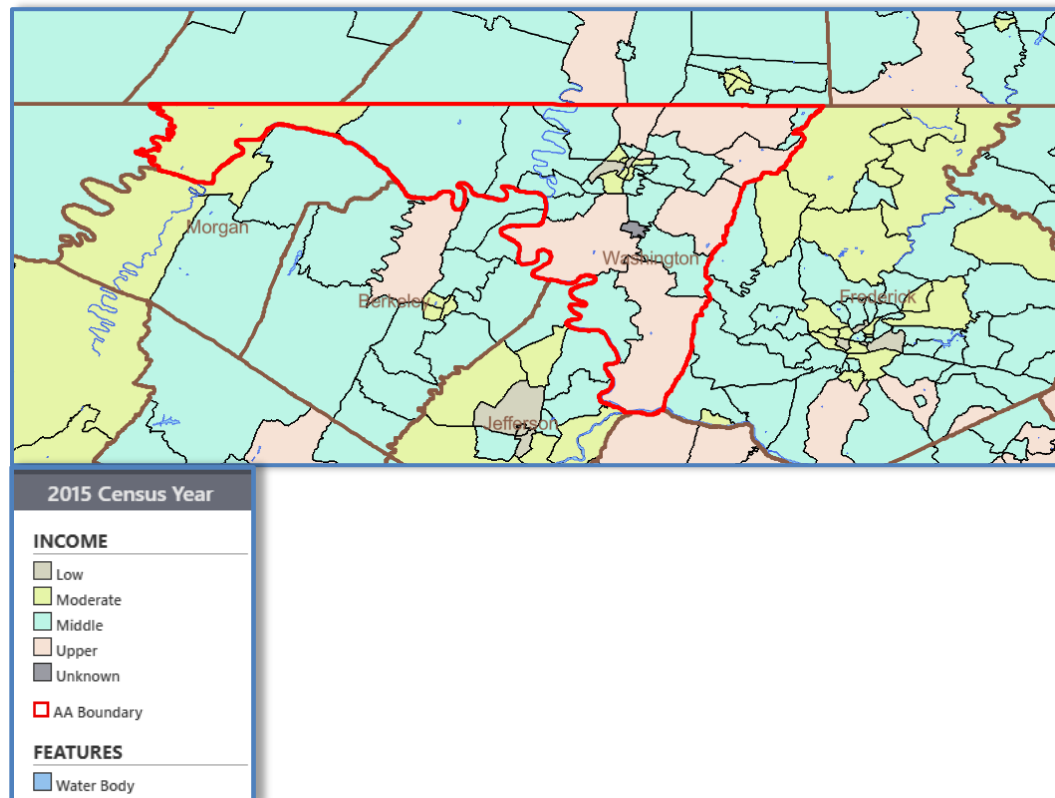 Morgan
Washington
Berkeley
Frederick
Jefferson
2015 Census Year
INCOME
Low
Moderate
Middle
Upper
Unknown
AA Boundary
FEATURES
Water Body